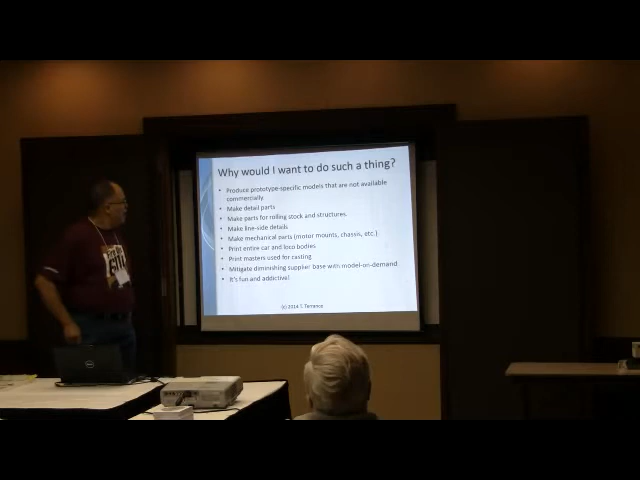 Why would I want to do such a thing?
• Produce prototype-specific models that are not available
commercially.
• Make detail parts
• Make parts for rolling stock and structures.
• Make line-side details
• Make mechanical parts (motor mounts, chassis, etc.)
• Print entire car and loco bodies
• Print masters used for casting
• Mitigate diminishing supplier base with model-on-demand
• It's fun and addictive!
(c) 2014 T. Terrance